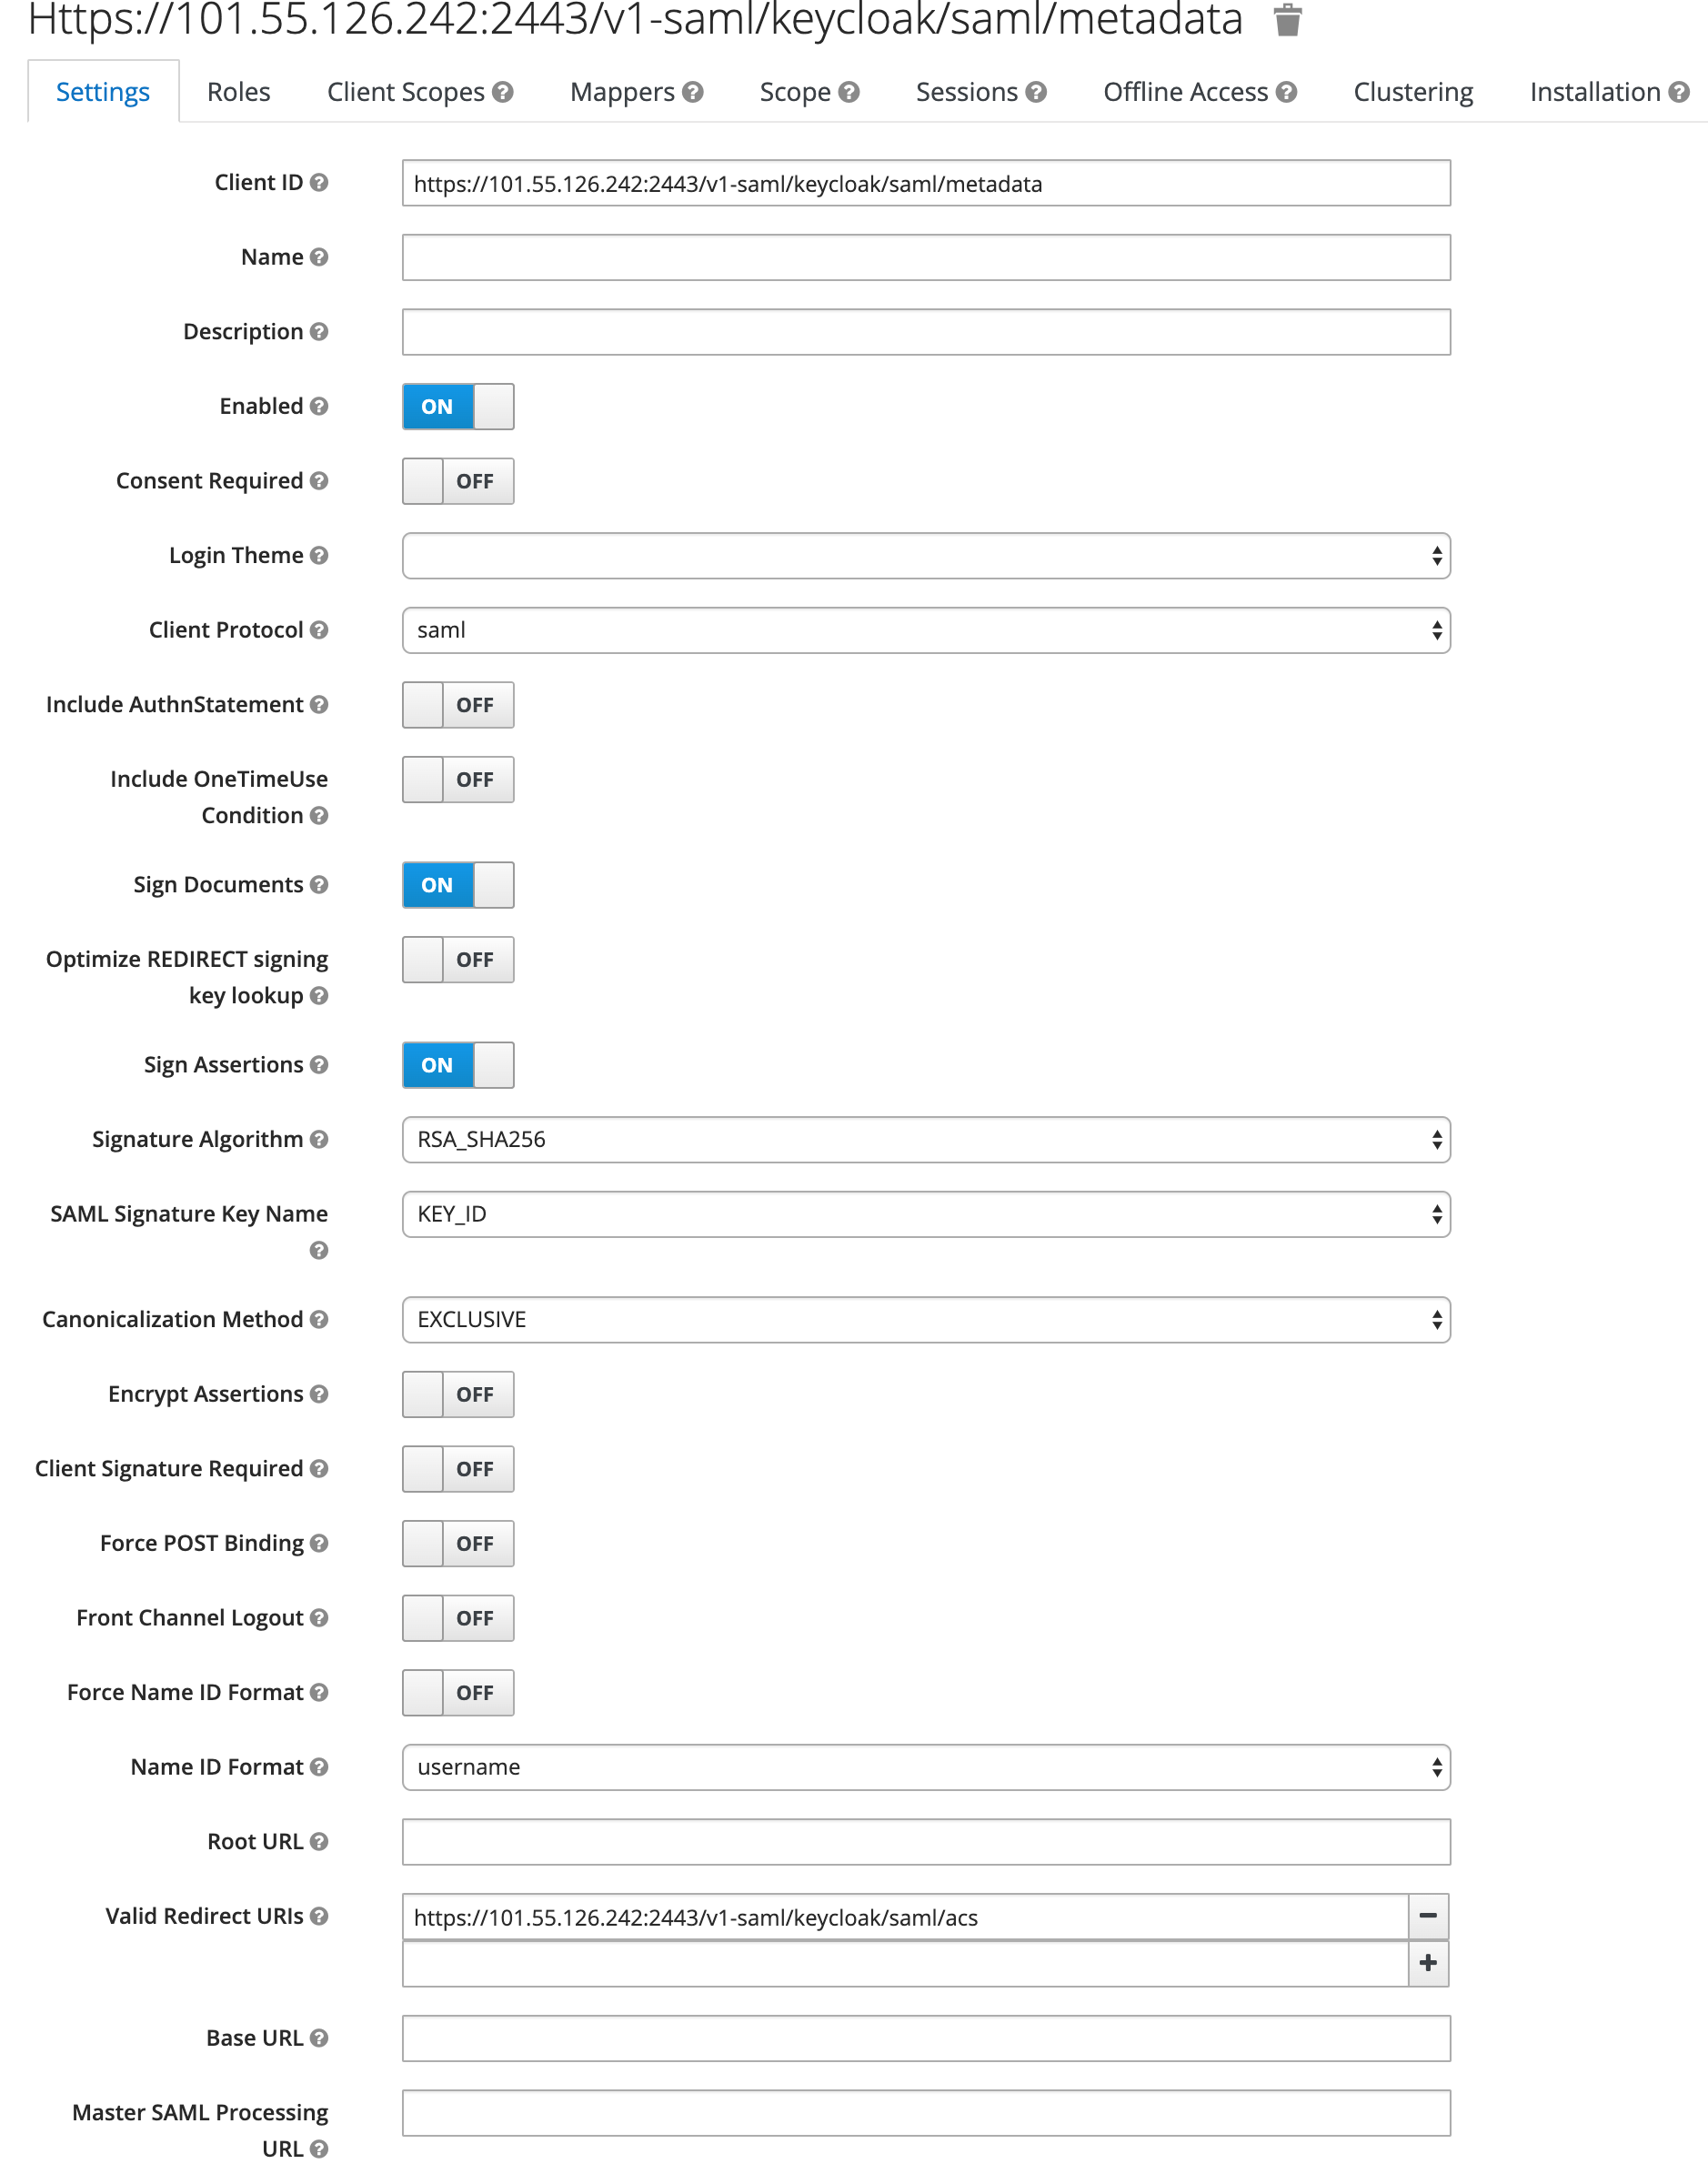 Https://101.55.126.242:2443/v1-saml/keycloak/saml/metadata
Settings Roles Client Scopes Mappers Scope Sessions Offline Access Clustering Installation
Client ID https://101.55.126.242:2443/v1-saml/keycloak/saml/metadata
Name
Description
Enabled ON
Consent Required OFF
Login Theme
Client Protocol saml
Include AuthnStatement OFF
Include OneTimeUse OFF
Condition
Sign Documents ON
Optimize REDIRECT signing OFF
key lookup
Sign Assertions ON
Signature Algorithm RSA_SHA256
SAML Signature Key Name KEY_ID
Canonicalization Method EXCLUSIVE
Encrypt Assertions OFF
Client Signature Required OFF
Force POST Binding OFF
Front Channel Logout OFF
Force Name ID Format OFF
Name ID Format username
Root URL
Valid Redirect URIs https://101.55.126.242:2443/v1-saml/keycloak/saml/acs
Base URL
Master SAML Processing
URL